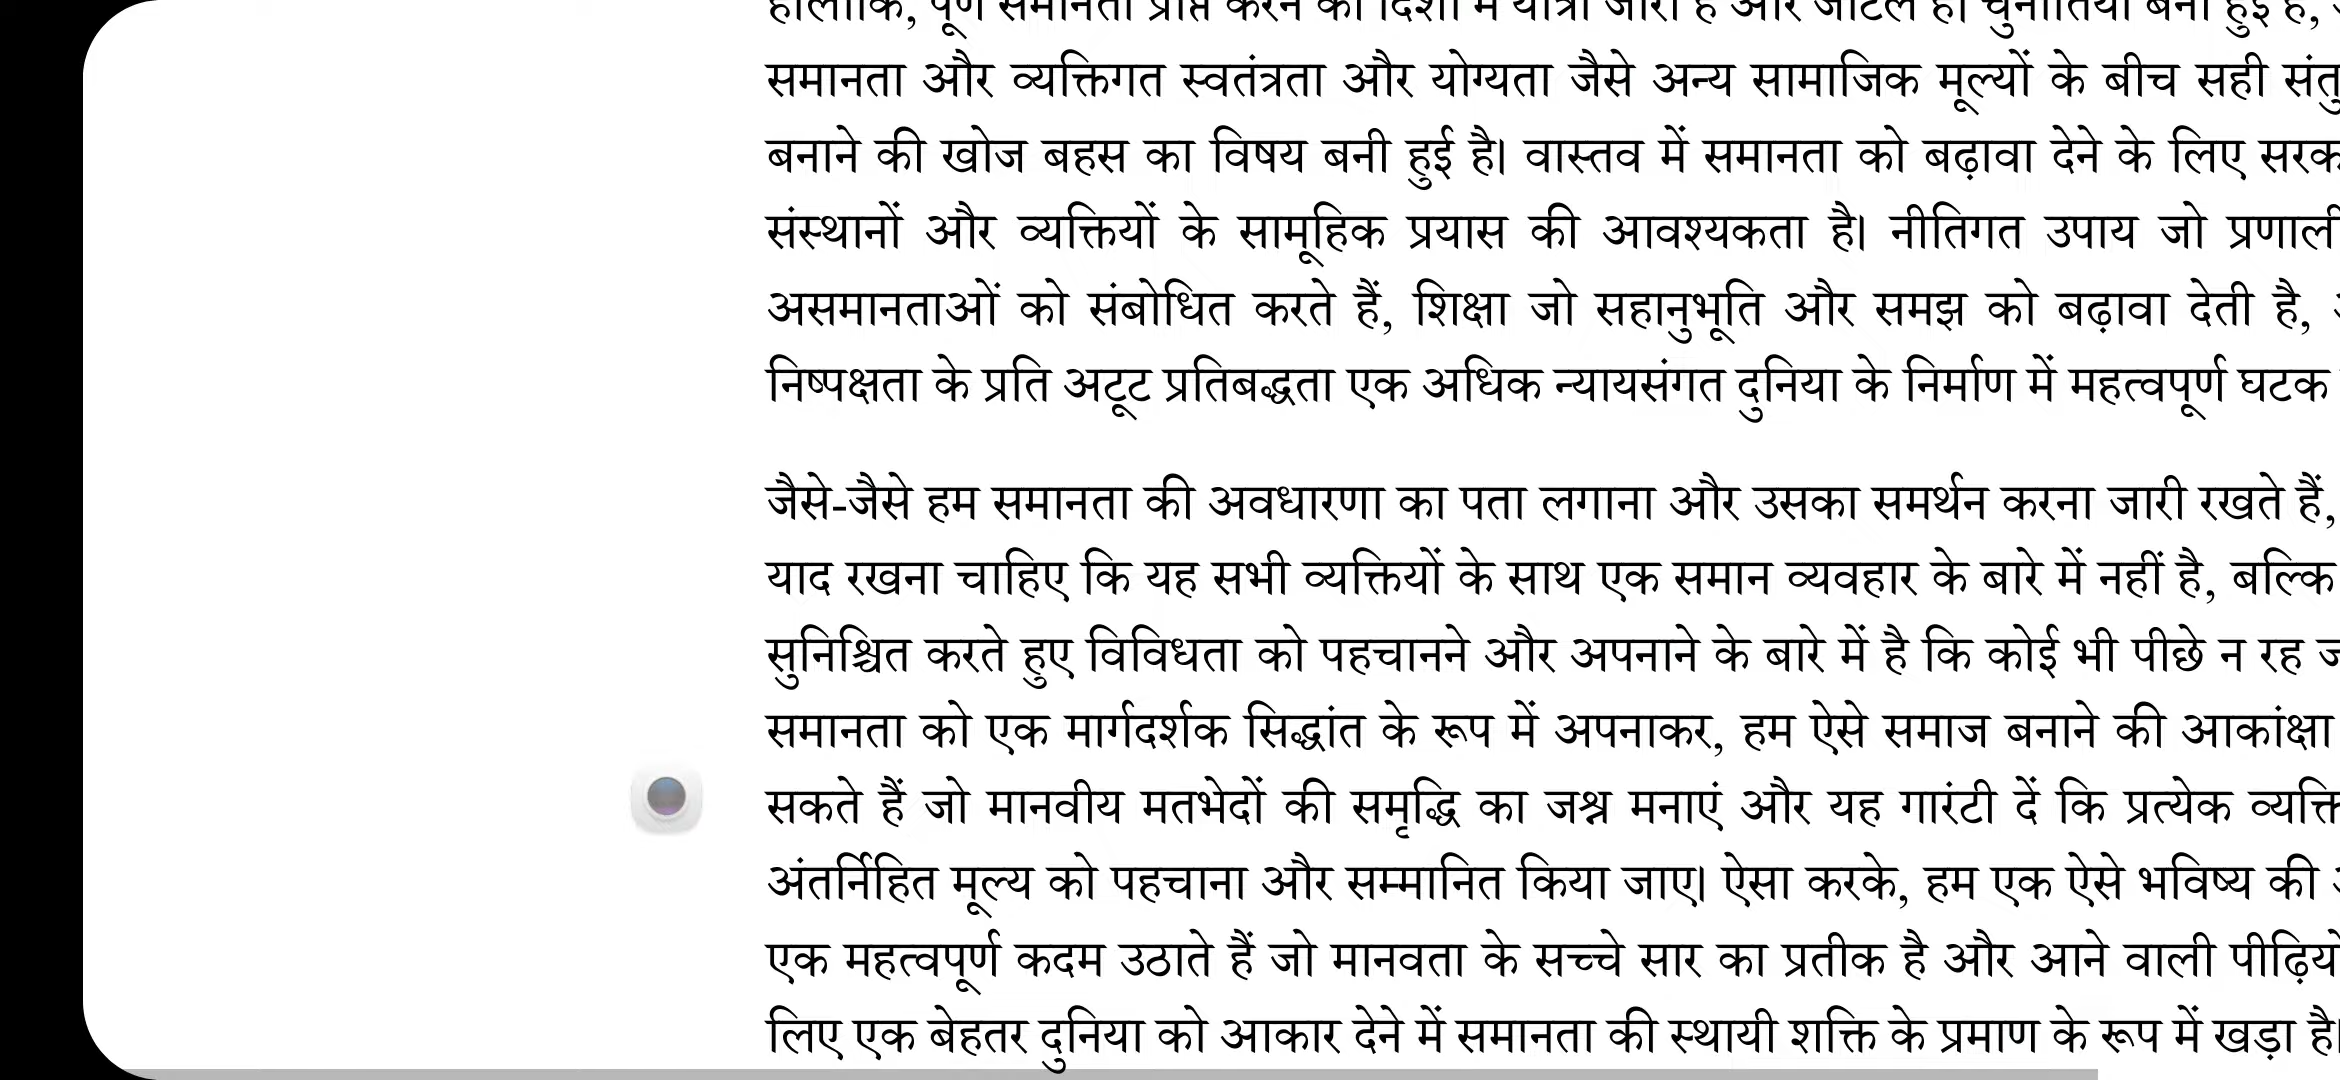 हालांकि, पूर्ण समानता प्राप्त करने की दिशा में यात्रा जारी है और जटिल है। चुनौतियाँ बनी हुई हैं,
समानता और व्यक्तिगत स्वतंत्रता और योग्यता जैसे अन्य सामाजिक मूल्यों के बीच सही
बनाने की खोज बहस का विषय बनी हुई है। वास्तव में समानता को बढ़ावा देने के लिए
संस्थानों और व्यक्तियों के सामूहिक प्रयास की आवश्यकता है। नीतिगत उपाय जो
असमानताओं को संबोधित करते हैं, शिक्षा जो सहानुभूति और समझ को बढ़ावा देती है,
निष्पक्षता के प्रति अटूट प्रतिबद्धता एक अधिक न्यायसंगत दुनिया के निर्माण में महत्वपूर्ण घटक
जैसे-जैसे हम समानता की अवधारणा का पता लगाना और उसका समर्थन करना जारी रखते हैं,
याद रखना चाहिए कि यह सभी व्यक्तियों के साथ एक समान व्यवहार के बारे में नहीं है, बल्कि
सुनिश्चित करते हुए विविधता को पहचानने और अपनाने के बारे में है कि कोई भी पीछे न रह
समानता को एक मार्गदर्शक सिद्धांत के रूप में अपनाकर, हम ऐसे समाज बनाने की आकांक्षा
सकते हैं जो मानवीय मतभेदों की समृद्धि का जश्न मनाएं और यह गारंटी दें कि प्रत्येक
अंतर्निहित मूल्य को पहचाना और सम्मानित किया जाए। ऐसा करके, हम एक ऐसे भविष्य की
एक महत्वपूर्ण कदम उठाते हैं जो मानवता के सच्चे सार का प्रतीक है और आने वाली
लिए एक बेहतर दुनिया को आकार देने में समानता की स्थायी शक्ति के प्रमाण के रूप में खड़ा है।